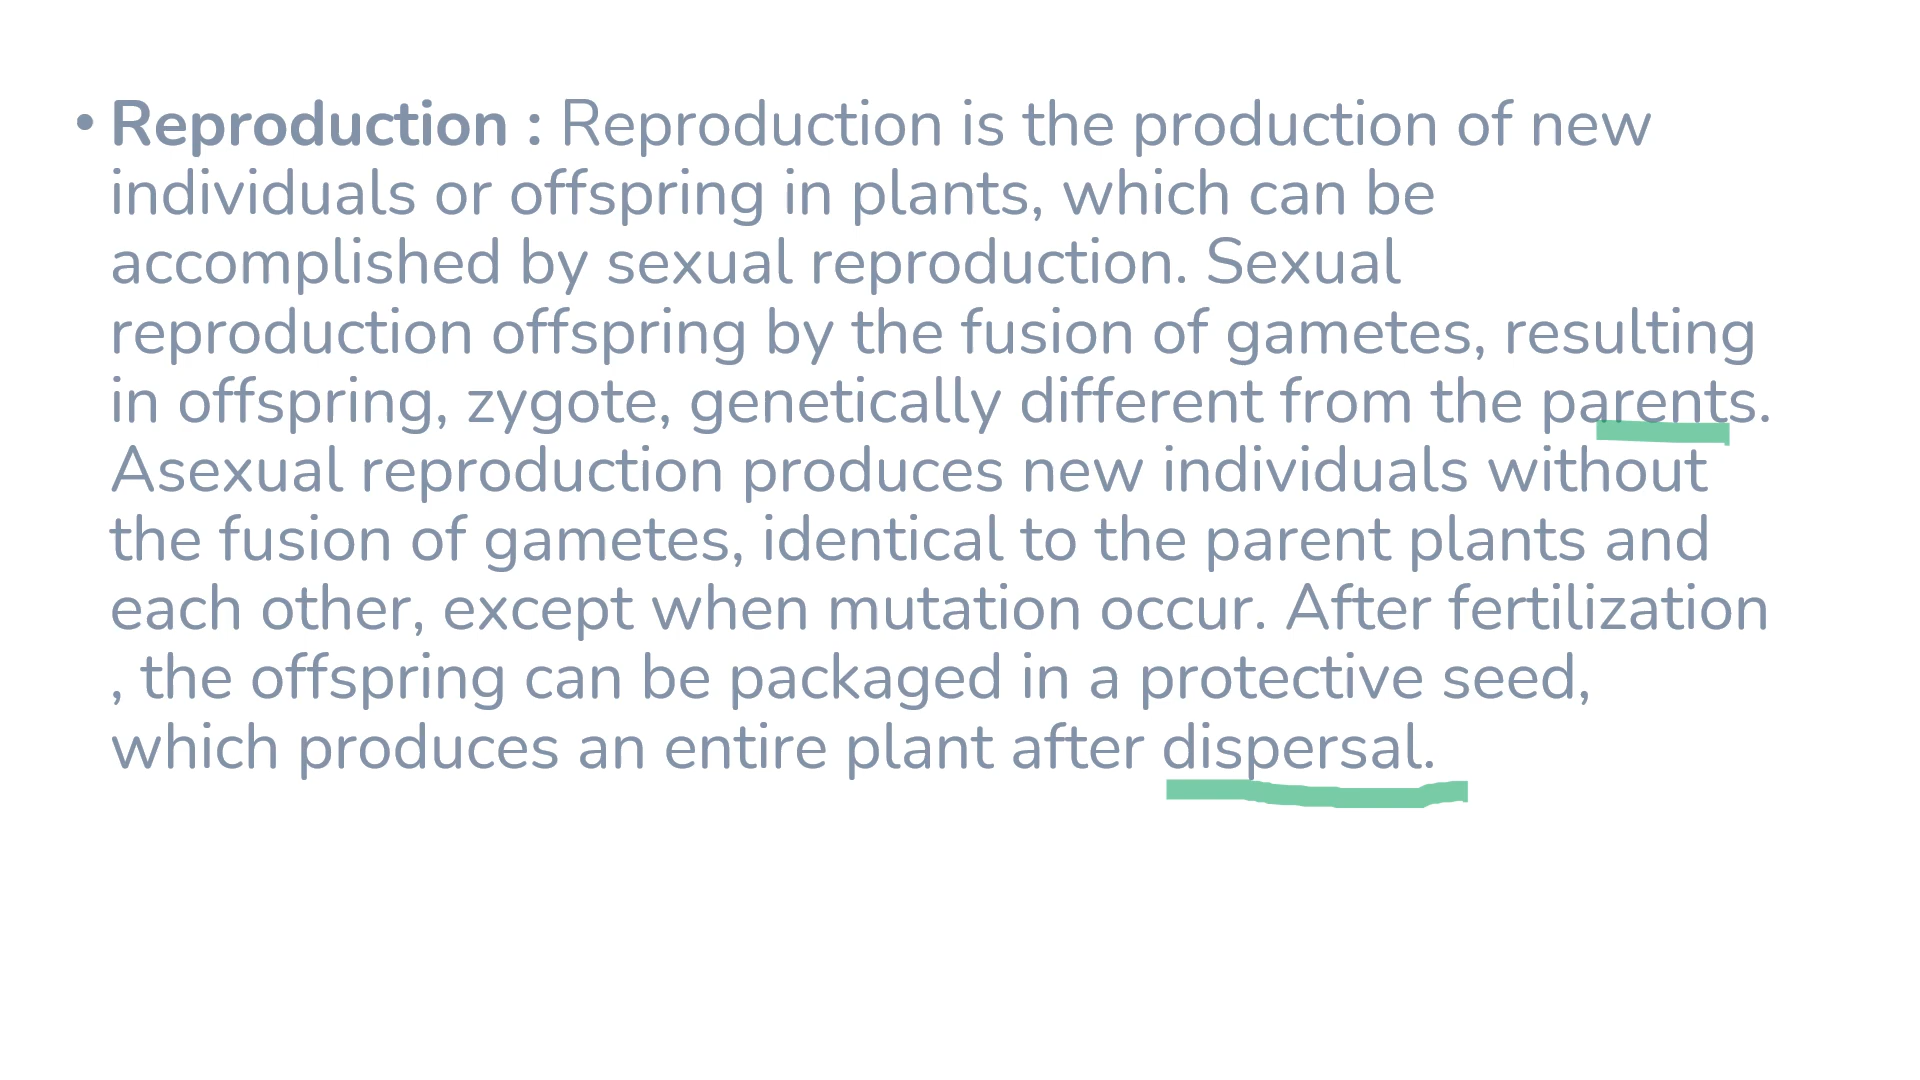 • Reproduction : Reproduction is the production of new
individuals or offspring in plants, which can be
accomplished by sexual reproduction. Sexual
reproduction offspring by the fusion of gametes, resulting
in offspring, zygote, genetically different from the parents.
Asexual reproduction produces new individuals without
the fusion of gametes, identical to the parent plants and
each other, except when mutation occur. After fertilization
, the offspring can be packaged in a protective seed,
which produces an entire plant after dispersal.